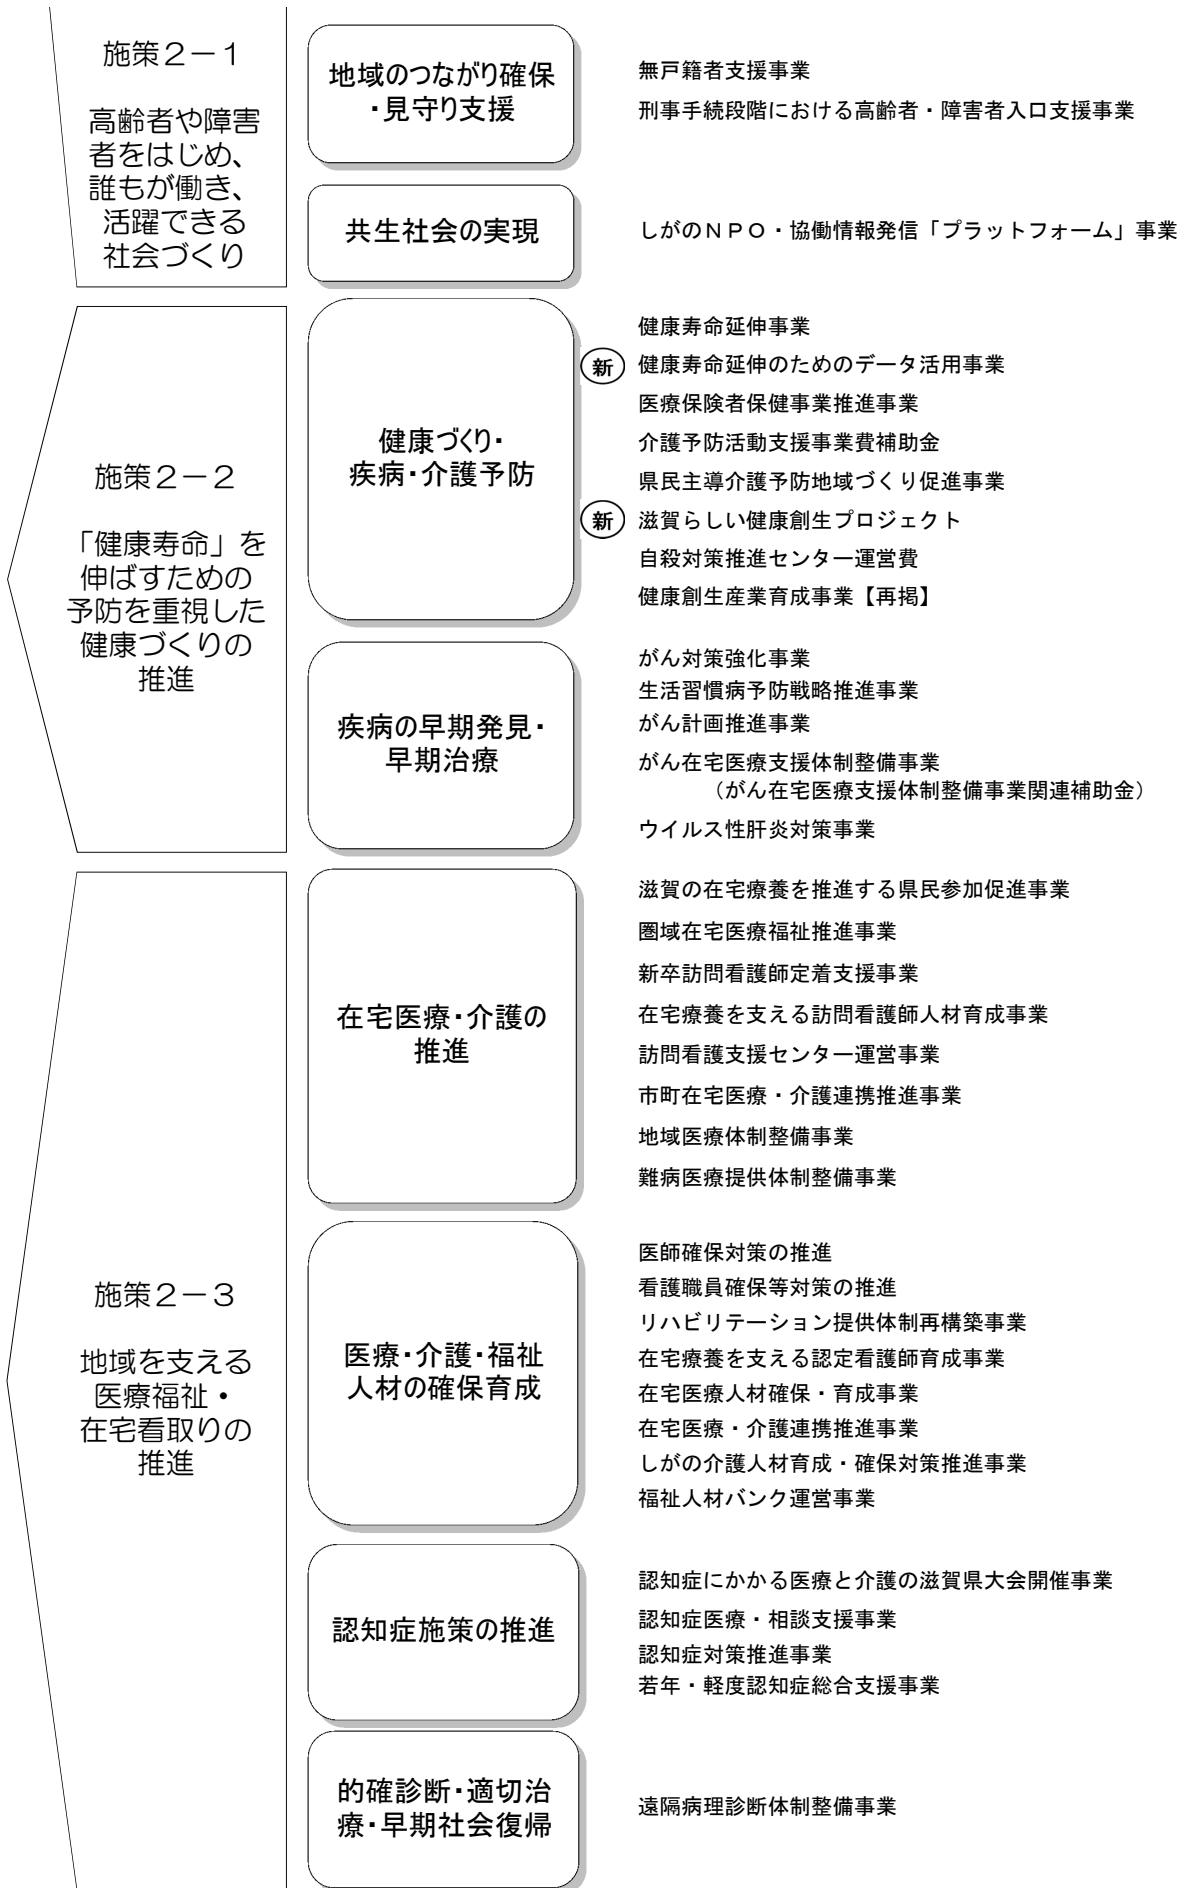 施策２－１
高齢者や障害
者をはじめ、
誰もが働き、
活躍できる
社会づくり
地域のつながり確保
・見守り支援
無戸籍者支援事業
刑事手続段階における高齢者・障害者入口支援事業
共生社会の実現
しがのＮＰＯ・協働情報発信「プラットフォーム」事業
施策２－２
「健康寿命」を
伸ばすための
予防を重視した
健康づくりの
推進
健康づくり・
疾病・介護予防
健康寿命延伸事業
新 健康寿命延伸のためのデータ活用事業
医療保険者保健事業推進事業
介護予防活動支援事業費補助金
県民主導介護予防地域づくり促進事業
新 滋賀らしい健康創生プロジェクト
自殺対策推進センター運営費
健康創生産業育成事業【再掲】
疾病の早期発見・
早期治療
がん対策強化事業
生活習慣病予防戦略推進事業
がん計画推進事業
がん在宅医療支援体制整備事業
（がん在宅医療支援体制整備事業関連補助金）
ウイルス性肝炎対策事業
施策２－３
地域を支える
医療福祉・
在宅看取りの
推進
在宅医療・介護の
推進
滋賀の在宅療養を推進する県民参加促進事業
圏域在宅医療福祉推進事業
新卒訪問看護師定着支援事業
在宅療養を支える訪問看護師人材育成事業
訪問看護支援センター運営事業
市町在宅医療・介護連携推進事業
地域医療体制整備事業
難病医療提供体制整備事業
医療・介護・福祉
人材の確保育成
医師確保対策の推進
看護職員確保等対策の推進
リハビリテーション提供体制再構築事業
在宅療養を支える認定看護師育成事業
在宅医療人材確保・育成事業
在宅医療・介護連携推進事業
しがの介護人材育成・確保対策推進事業
福祉人材バンク運営事業
認知症施策の推進
認知症にかかる医療と介護の滋賀県大会開催事業
認知症医療・相談支援事業
認知症対策推進事業
若年・軽度認知症総合支援事業
的確診断・適切治
療・早期社会復帰
遠隔病理診断体制整備事業